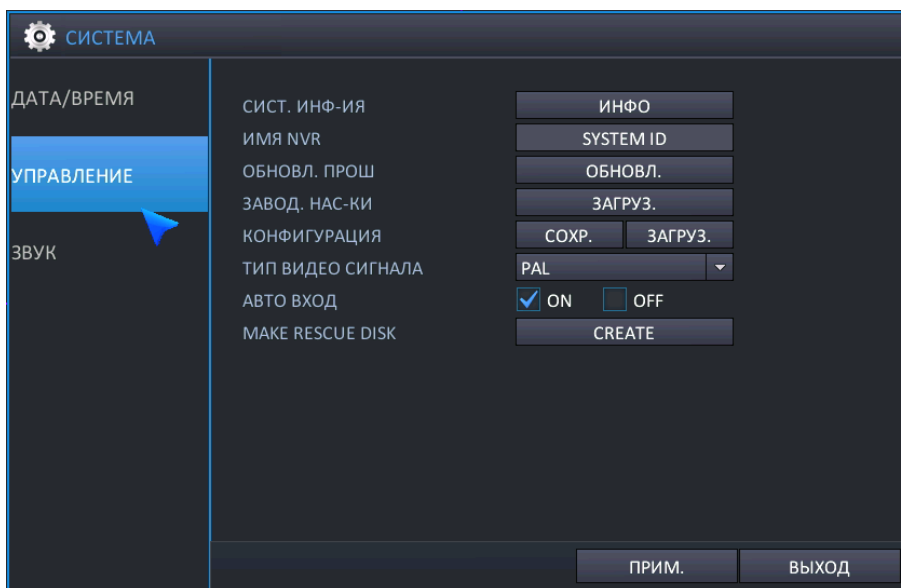 СИСТЕМА
ДАТА/ВРЕМЯ
УПРАВЛЕНИЕ
ЗВУК
СИСТ. ИНФ-ИЯ ИНФО
ИМЯ NVR SYSTEM ID
ОБНОВЛ. ПРОШ ОБНОВЛ.
ЗАВОД. НАС-КИ ЗАГРУЗ.
КОНФИГУРАЦИЯ СОХР. ЗАГРУЗ.
ТИП ВИДЕО СИГНАЛА PAL
АВТО ВХОД ON OFF
MAKE RESCUE DISK CREATE
ПРИМ. ВЫХОД